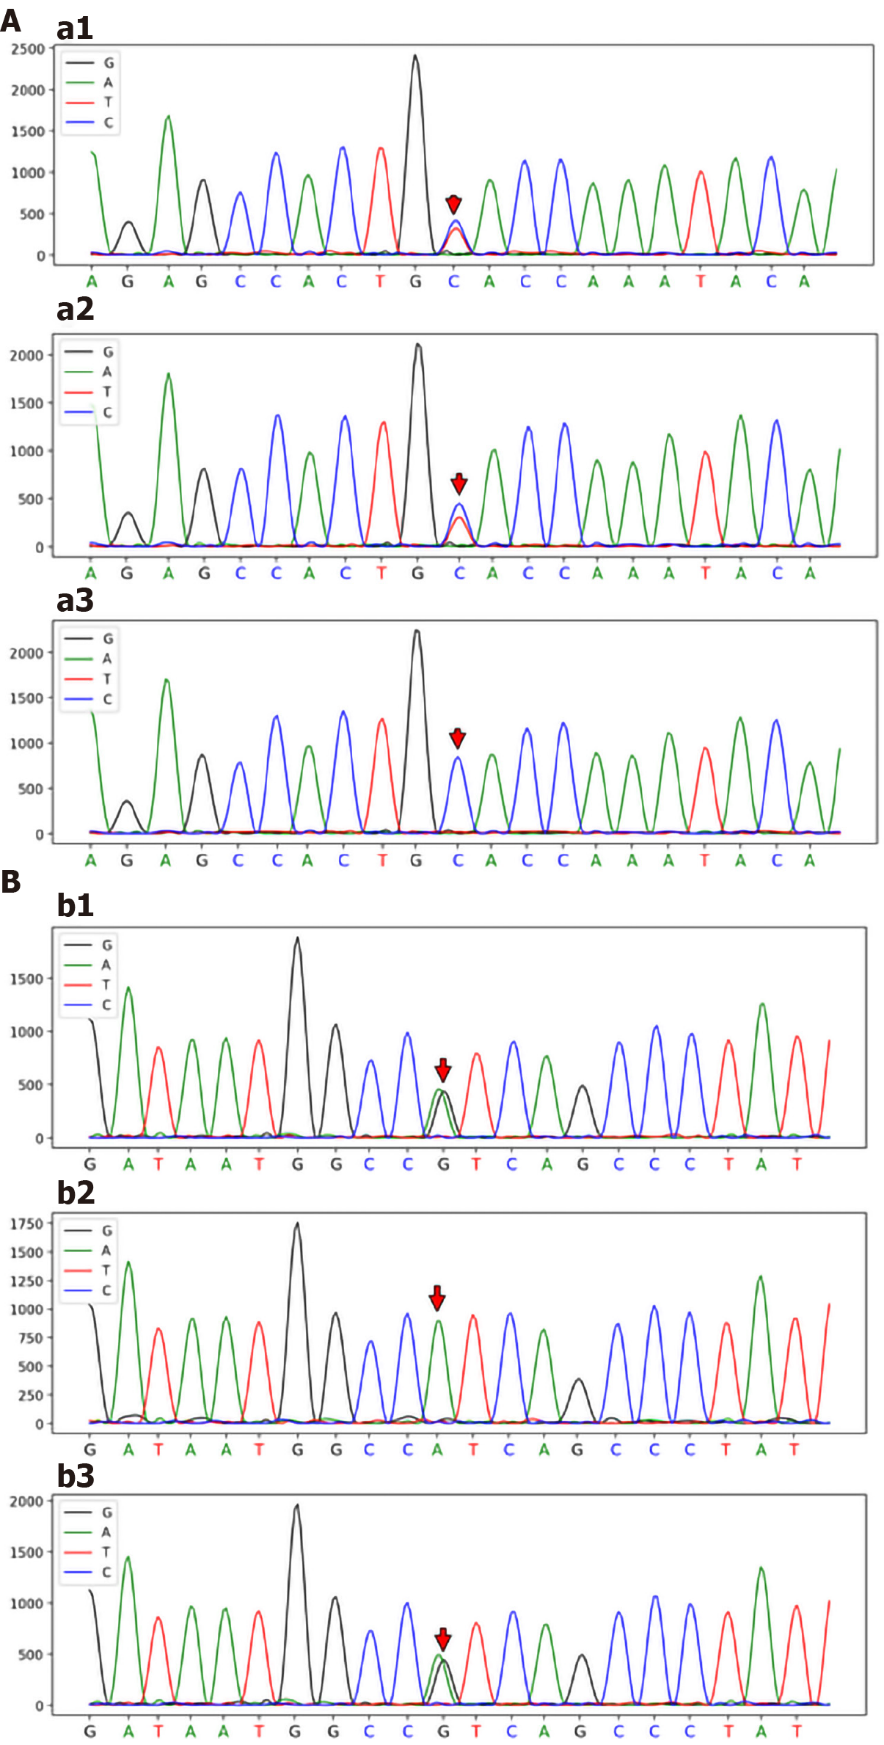 A
a1
2500
2000
1500
1000
500
0
G
A
T
C
A G A G C C A C T G C A C C A A A T A C A
a2
2000
1500
1000
500
0
G
A
T
C
A G A G C C A C T G C A C C A A A T A C A
a3
2000
1500
1000
500
0
G
A
T
C
A G A G C C A C T G C A C C A A A T A C A
B
b1
1500
1000
500
0
G
A
T
C
G A T A A T G G C C G T C A G C C C T A T
b2
1750
1500
1250
1000
750
500
250
0
G
A
T
C
G A T A A T G G C C A T C A G C C C T A T
b3
2000
1500
1000
500
0
G
A
T
C
G A T A A T G G C C G T C A G C C C T A T